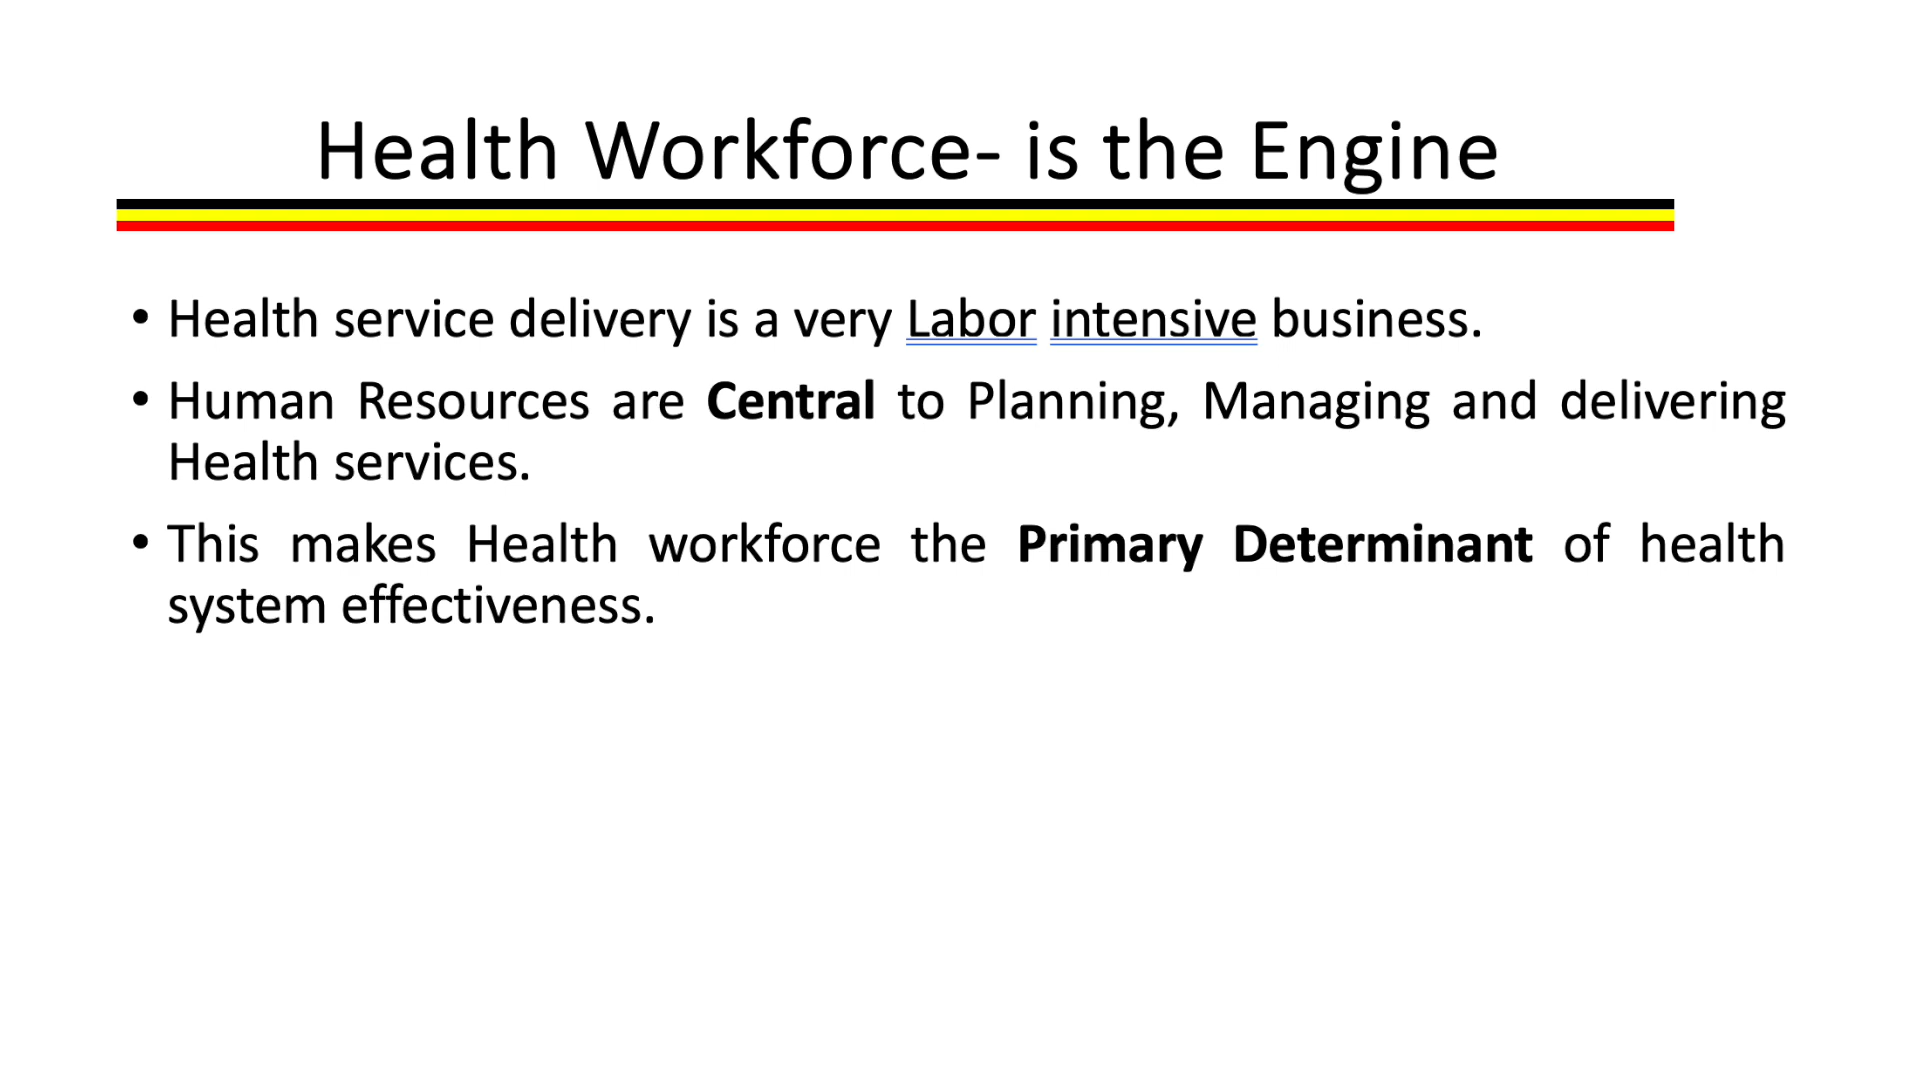 Health Workforce- is the Engine
• Health service delivery is a very Labor intensive business.
• Human Resources are Central to Planning, Managing and delivering
Health services.
• This makes Health workforce the Primary Determinant of health
system effectiveness.